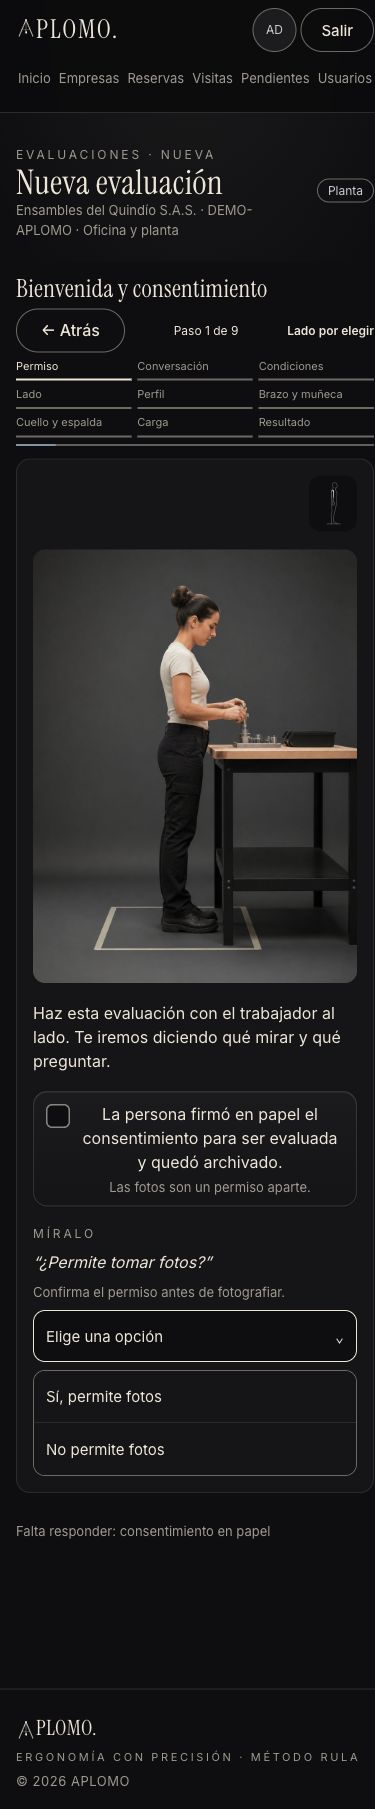 APLOMO.
AD
Salir
Inicio Empresas Reservas Visitas Pendientes Usuarios
EVALUACIONES · NUEVA
Nueva evaluación
Ensambles del Quindío S.A.S. · DEMO-
APLOMO · Oficina y planta
Planta
Bienvenida y consentimiento
← Atrás
Paso 1 de 9
Lado por elegir
Permiso Conversación Condiciones
Lado Perfil Brazo y muñeca
Cuello y espalda Carga Resultado
Haz esta evaluación con el trabajador al
lado. Te iremos diciendo qué mirar y qué
preguntar.
La persona firmó en papel el
consentimiento para ser evaluada
y quedó archivado.
Las fotos son un permiso aparte.
MÍRALO
“¿Permite tomar fotos?”
Confirma el permiso antes de fotografiar.
Elige una opción
Sí, permite fotos
No permite fotos
Falta responder: consentimiento en papel
APLOMO.
ERGONOMÍA CON PRECISIÓN · MÉTODO RULA
© 2026 APLOMO